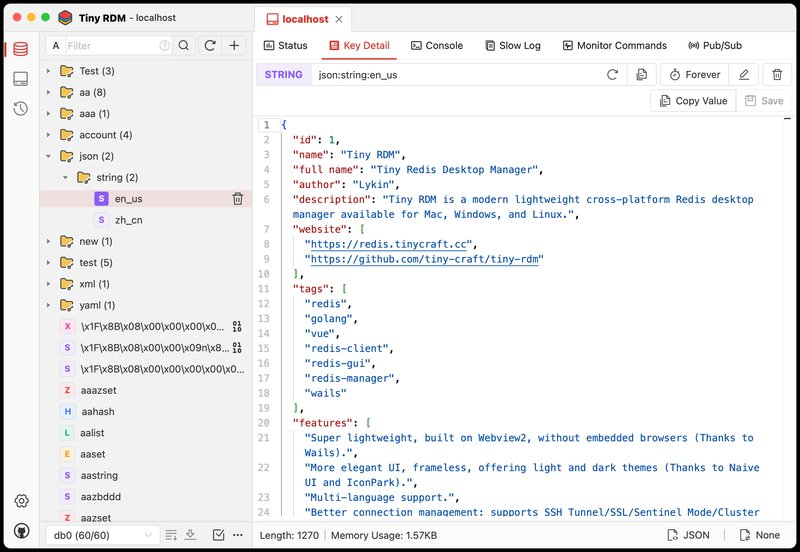 Tiny RDM – localhost
localhost
A Filter
Status
Key Detail
Console
Slow Log
Monitor Commands
Pub/Sub
STRING
json:string:en_us
Forever
Copy Value
Save
Test (3)
aa (8)
aaa (1)
account (4)
json (2)
string (2)
S en_us
S zh_cn
new (1)
test (5)
xml (1)
yaml (1)
X \x1F\x8B\x08\x00\x00\x00\x0...
S \x1F\x8B\x08\x00\x00\x09n\x8...
S \x1F\x8B\x08\x00\x00\x00\x00\x0...
Z aaazset
H aahash
L aalist
S aaset
S aastring
S aazbddd
Z aazset
db0 (60/60)
1 {
2 "id": 1,
3 "name": "Tiny RDM",
4 "full name": "Tiny Redis Desktop Manager",
5 "author": "Lykin",
6 "description": "Tiny RDM is a modern lightweight cross-platform Redis desktop
manager available for Mac, Windows, and Linux.",
7 "website": [
8 "https://redis.tinycraft.cc",
9 "https://github.com/tiny-craft/tiny-rdm"
10 ],
11 "tags": [
12 "redis",
13 "golang",
14 "vue",
15 "redis-client",
16 "redis-gui",
17 "redis-manager",
18 "wails"
19 ],
20 "features": [
21 "Super lightweight, built on Webview2, without embedded browsers (Thanks to
Wails).",
22 "More elegant UI, frameless, offering light and dark themes (Thanks to Naive
UI and IconPark).",
23 "Multi-language support.",
24 "Better connection management: supports SSH Tunnel/SSL/Sentinel Mode/Cluster
Length: 1270 | Memory Usage: 1.57KB
JSON
None